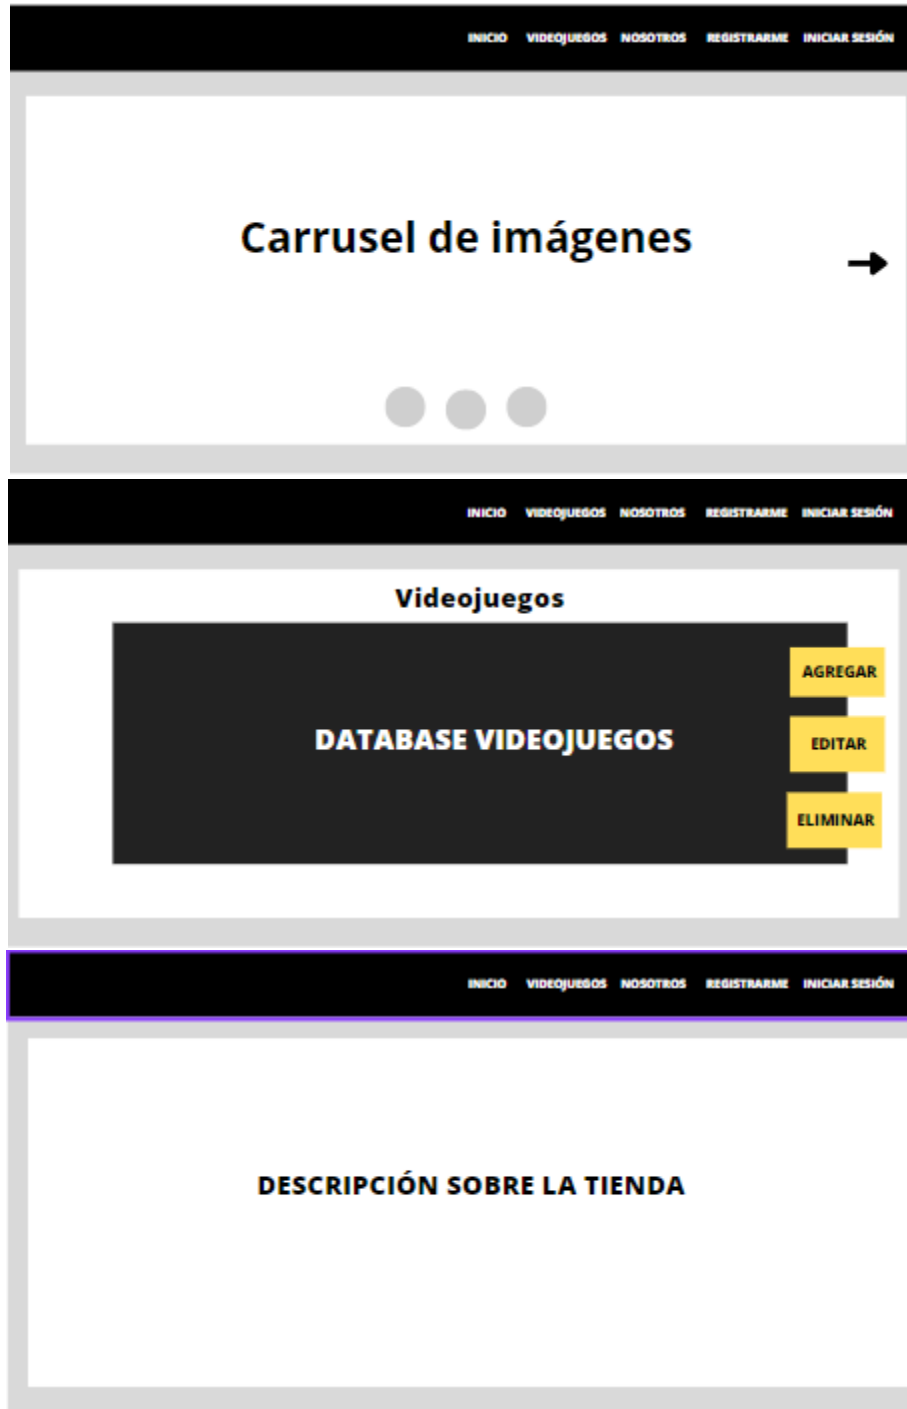 INICIO VIDEOJUEGOS NOSOTROS REGISTRARME INICIAR SESIÓN
Carrusel de imágenes
INICIO VIDEOJUEGOS NOSOTROS REGISTRARME INICIAR SESIÓN
Videojuegos
AGREGAR
DATABASE VIDEOJUEGOS
EDITAR
ELIMINAR
INICIO VIDEOJUEGOS NOSOTROS REGISTRARME INICIAR SESIÓN
DESCRIPCIÓN SOBRE LA TIENDA